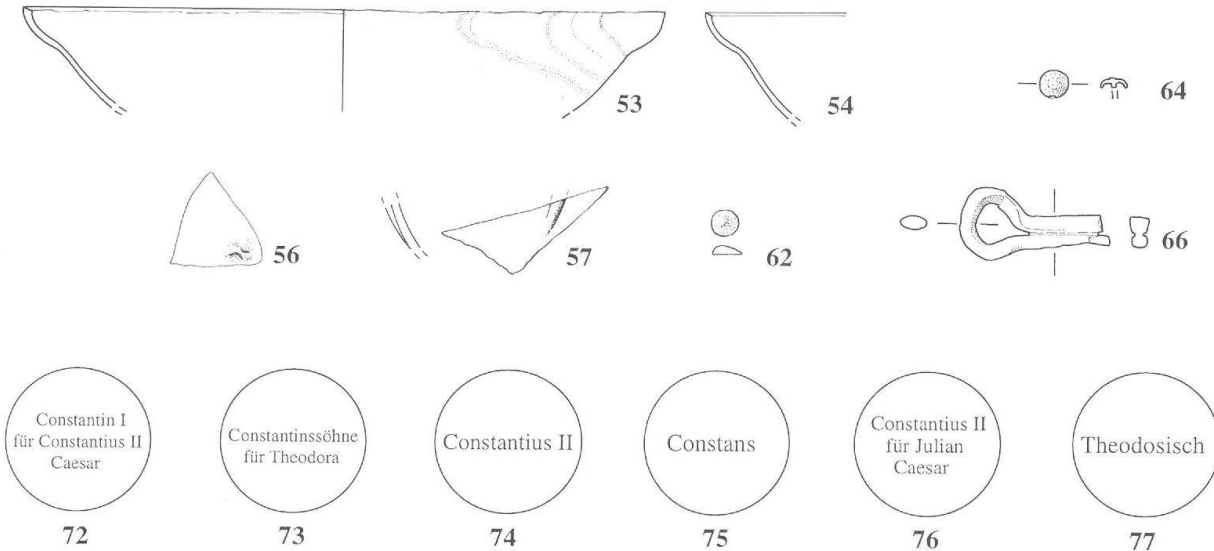 53
54
64
56
57
62
66
Constantin I
für Constantius II
Caesar
Constantinssöhne
für Theodora
Constantius II
Constans
Constantius II
für Julian
Caesar
Theodosisch
72
73
74
75
76
77